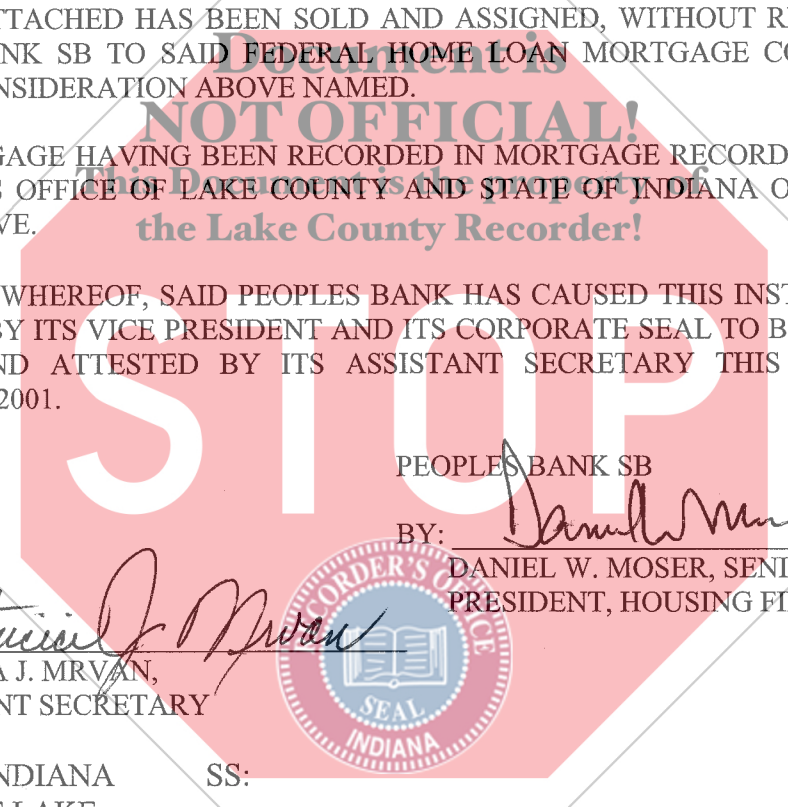 TTACHED HAS BEEN SOLD AND ASSIGNED, WITHOUT R
NK SB TO SAID FEDERAL HOME LOAN MORTGAGE CO
Document is
NSIDERATION ABOVE NAMED.
NOT OFFICIAL!
GAGE HAVING BEEN RECORDED IN MORTGAGE RECORD
This Document is the property of
S OFFICE OF LAKE COUNTY AND STATE OF INDIANA O
VE.
the Lake County Recorder!
WHEREOF, SAID PEOPLES BANK HAS CAUSED THIS INST
BY ITS VICE PRESIDENT AND ITS CORPORATE SEAL TO B
ND ATTESTED BY ITS ASSISTANT SECRETARY THIS
2001.
STOP
PEOPLES BANK SB
BY:
DANIEL W. MOSER, SENI
PRESIDENT, HOUSING FI
RECORDER'S OFFICE
SEAL
INDIANA
A J. MRVAN,
NT SECRETARY
NDIANA SS:
F LAKE